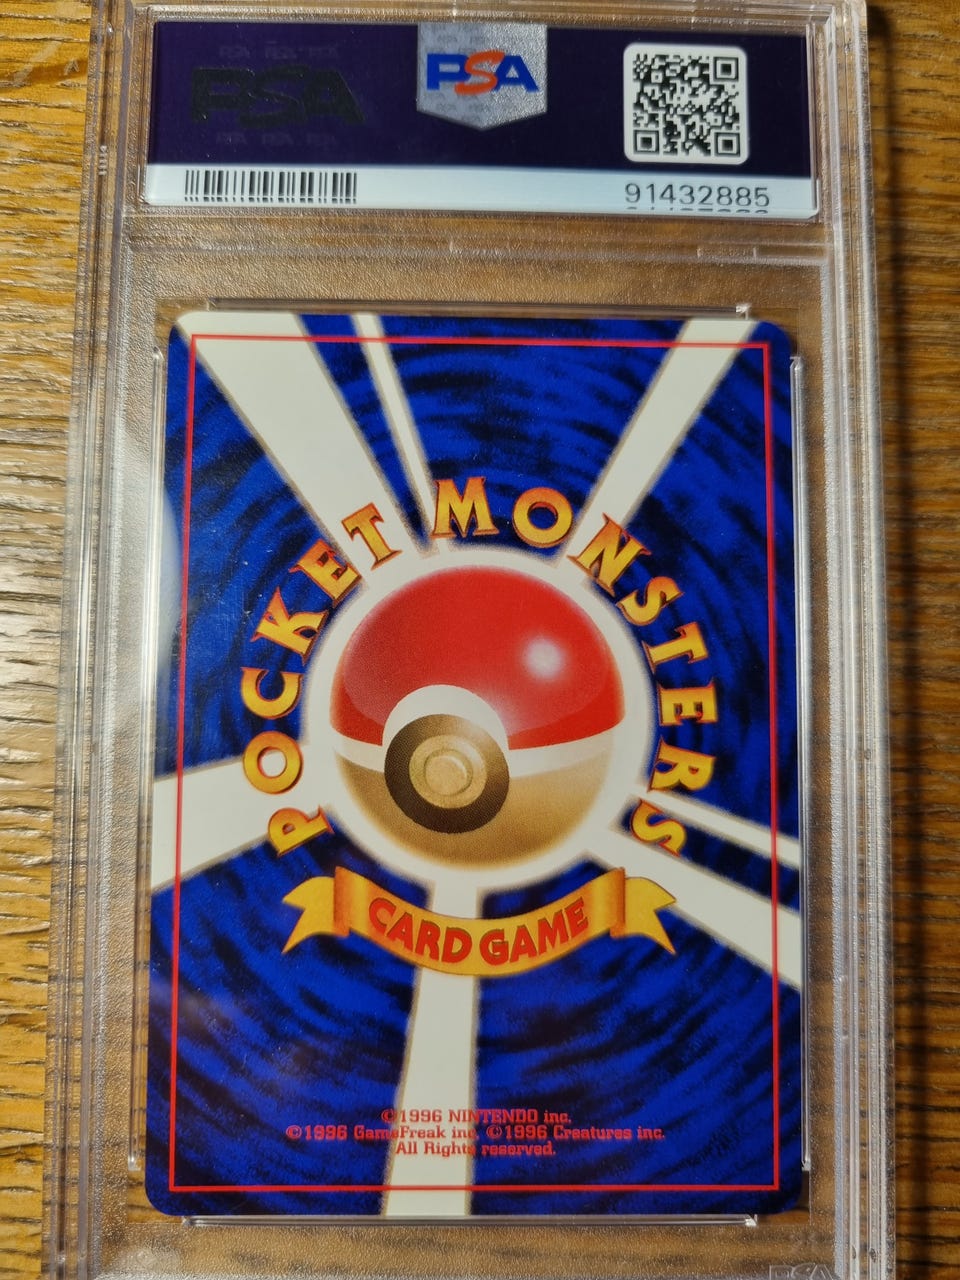 PSA
PSA
91432885
POCKET MONSTERS
CARD GAME
©1996 NINTENDO inc.
©1996 GameFreak inc. ©1996 Creatures inc.
All Rights reserved.
PSA